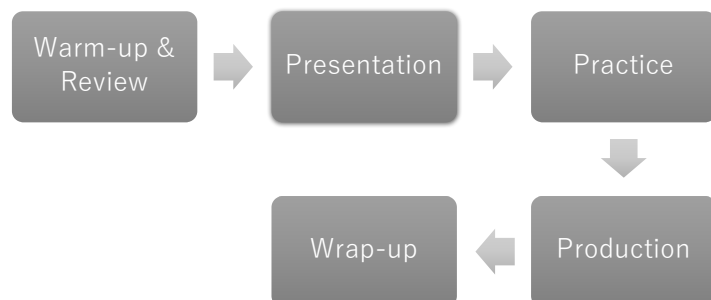 Warm-up &
Review
Presentation
Practice
Production
Wrap-up